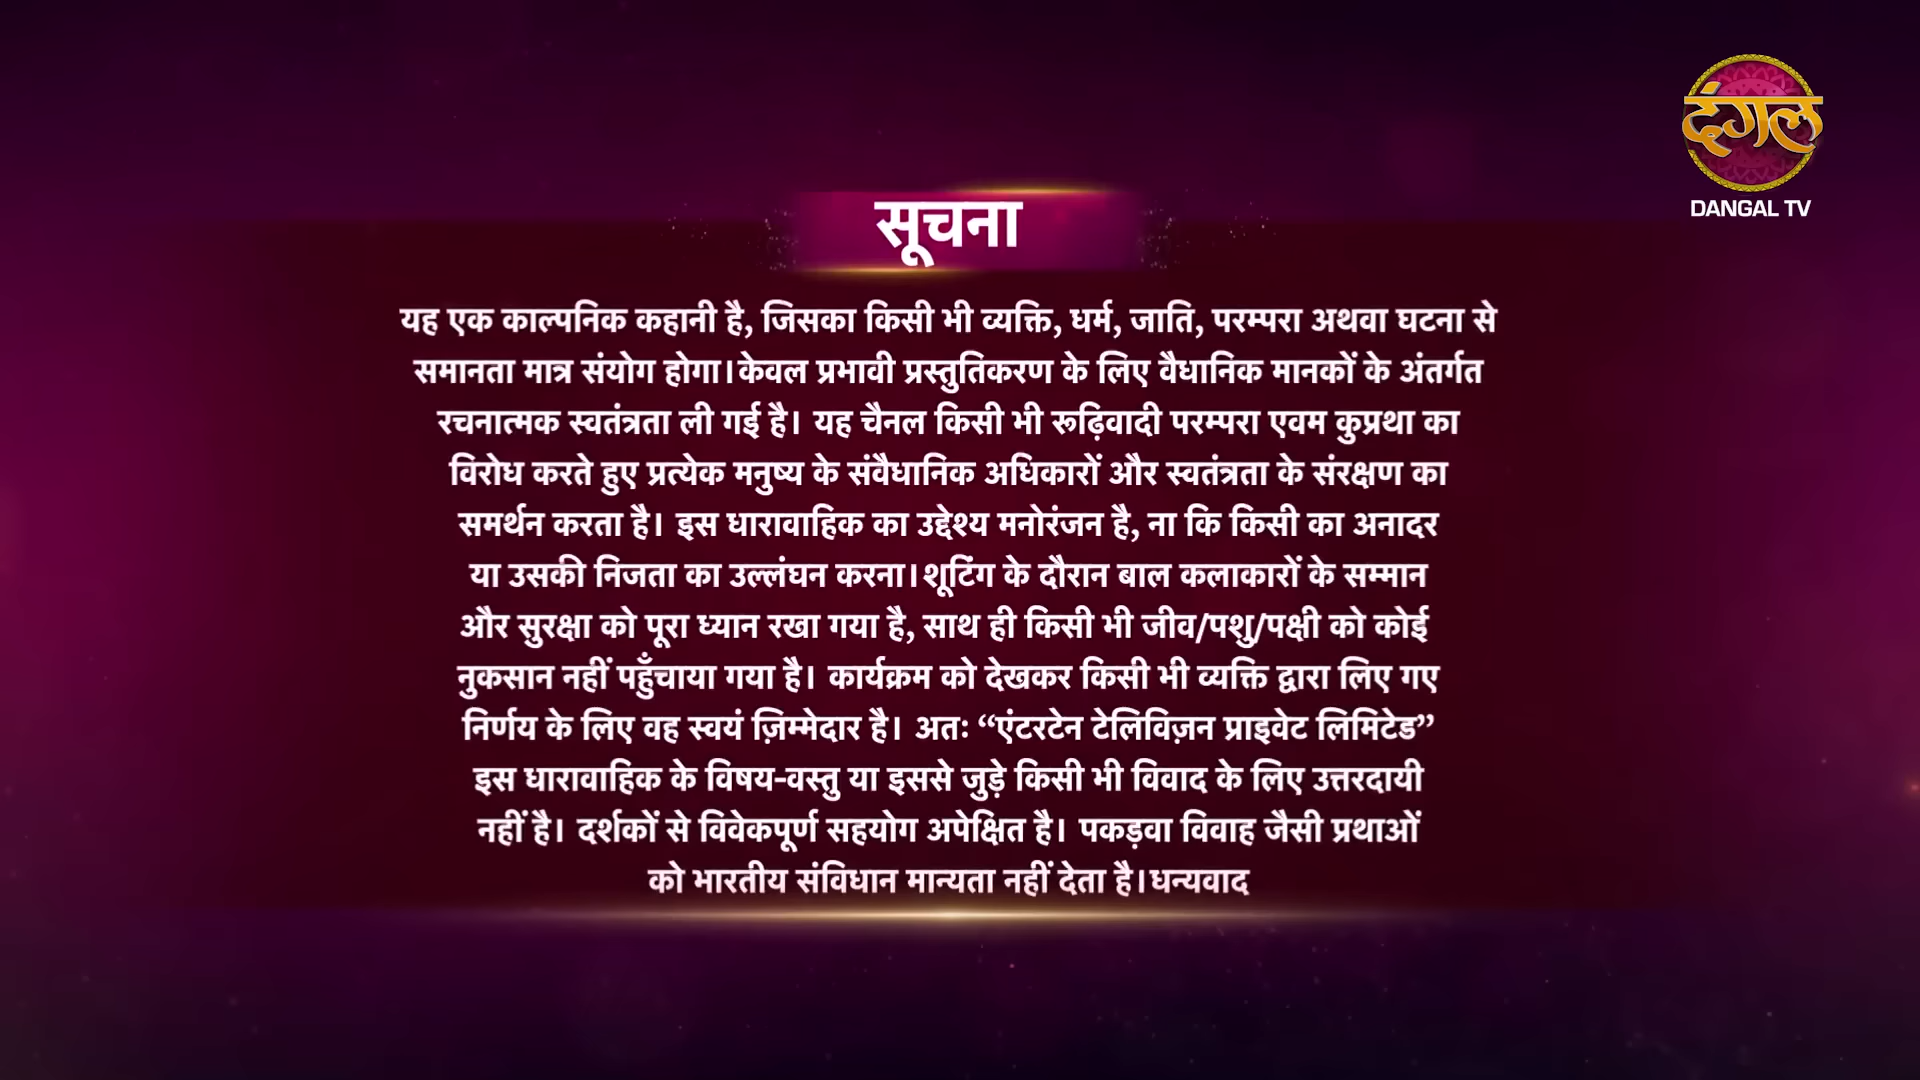 दंगल
DANGAL TV
सूचना
यह एक काल्पनिक कहानी है, जिसका किसी भी व्यक्ति, धर्म, जाति, परम्परा अथवा घटना से
समानता मात्र संयोग होगा।केवल प्रभावी प्रस्तुतिकरण के लिए वैधानिक मानकों के अंतर्गत
रचनात्मक स्वतंत्रता ली गई है। यह चैनल किसी भी रूढ़िवादी परम्परा एवम कुप्रथा का
विरोध करते हुए प्रत्येक मनुष्य के संवैधानिक अधिकारों और स्वतंत्रता के संरक्षण का
समर्थन करता है। इस धारावाहिक का उद्देश्य मनोरंजन है, ना कि किसी का अनादर
या उसकी निजता का उल्लंघन करना।शूटिंग के दौरान बाल कलाकारों के सम्मान
और सुरक्षा को पूरा ध्यान रखा गया है, साथ ही किसी भी जीव/पशु/पक्षी को कोई
नुकसान नहीं पहुँचाया गया है। कार्यक्रम को देखकर किसी भी व्यक्ति द्वारा लिए गए
निर्णय के लिए वह स्वयं ज़िम्मेदार है। अतः “एंटरटेन टेलिविज़न प्राइवेट लिमिटेड”
इस धारावाहिक के विषय-वस्तु या इससे जुड़े किसी भी विवाद के लिए उत्तरदायी
नहीं है। दर्शकों से विवेकपूर्ण सहयोग अपेक्षित है। पकड़वा विवाह जैसी प्रथाओं
को भारतीय संविधान मान्यता नहीं देता है।धन्यवाद